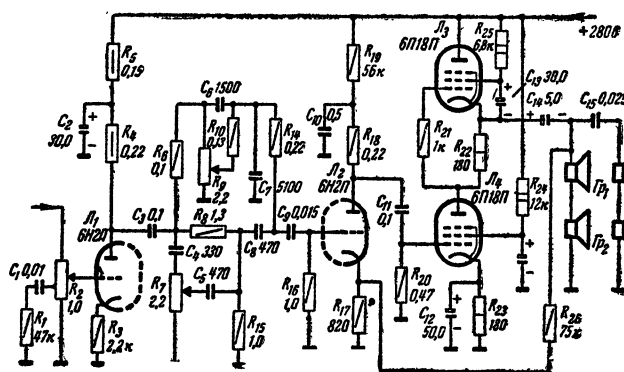 R5
0,19
C2
30,0
R4
0,22
Л1
6Н2П
C1 0,01
R1
47к
R2
1,0
R3
2,2к
C3 0,1
R6
0,1
C6 1500
R10
0,13
R9
2,2
R14
0,22
C7
5100
R8 1,3
C4 330
R7
2,2
C5 470
C8 470
C9 0,015
R15
1,0
R16
1,0
Л2
6Н2П
R17
820
R19
56к
C10 0,5
R18
0,22
C11
0,1
R20
0,47
C12
50,0
Л3
6П18П
R25
6,8к
C13 30,0
C14 5,0
C15 0,025
+280в
R21
1к
R22
180
Л4
6П18П
R24
12к
R23
180
Гр1
Гр2
R26
75к